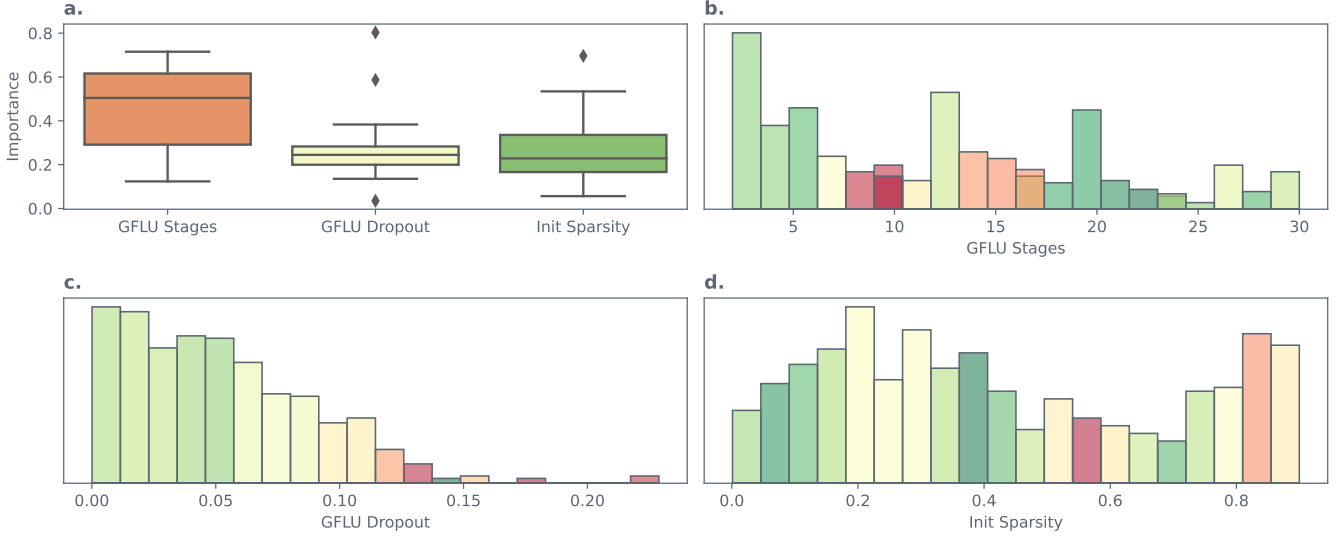 a.
0.8
0.6
0.4
0.2
0.0
Importance
GFLU Stages
GFLU Dropout
Init Sparsity
b.
5
10
15
20
25
30
GFLU Stages
c.
0.00
0.05
0.10
0.15
0.20
GFLU Dropout
d.
0.0
0.2
0.4
0.6
0.8
Init Sparsity